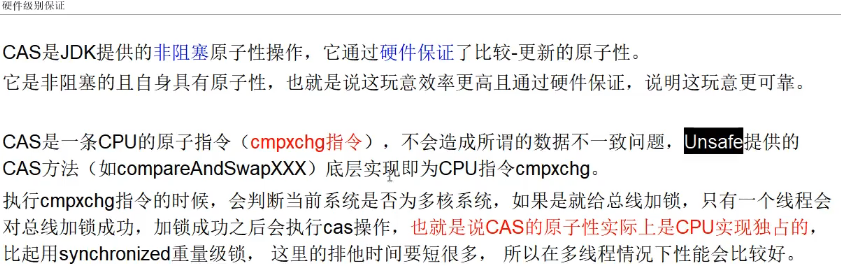 硬件级别保证
CAS是JDK提供的非阻塞原子性操作，它通过硬件保证了比较-更新的原子性。
它是非阻塞的且自身具有原子性，也就是说这玩意效率更高且通过硬件保证，说明这玩意更可靠。
CAS是一条CPU的原子指令（cmpxchg指令），不会造成所谓的数据不一致问题，Unsafe提供的
CAS方法（如compareAndSwapXXX）底层实现即为CPU指令cmpxchg。
执行cmpxchg指令的时候，会判断当前系统是否为多核系统，如果是就给总线加锁，只有一个线程会
对总线加锁成功，加锁成功之后会执行cas操作，也就是说CAS的原子性实际上是CPU实现独占的，
比起用synchronized重量级锁， 这里的排他时间要短很多， 所以在多线程情况下性能会比较好。